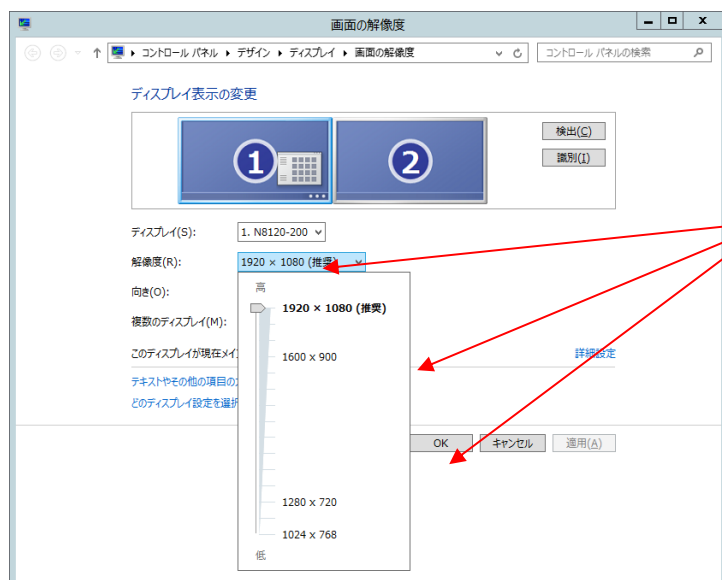 画面の解像度
コントロール パネル ▸ デザイン ▸ ディスプレイ ▸ 画面の解像度
コントロール パネルの検索
ディスプレイ表示の変更
1
2
検出(C)
識別(I)
ディスプレイ(S):
1. N8120-200
解像度(R):
1920 × 1080 (推奨)
向き(O):
高
複数のディスプレイ(M):
1920 × 1080 (推奨)
このディスプレイが現在メイ
1600 x 900
詳細設定
テキストやその他の項目の
どのディスプレイ設定を選択
OK
キャンセル
適用(A)
1280 x 720
1024 x 768
低